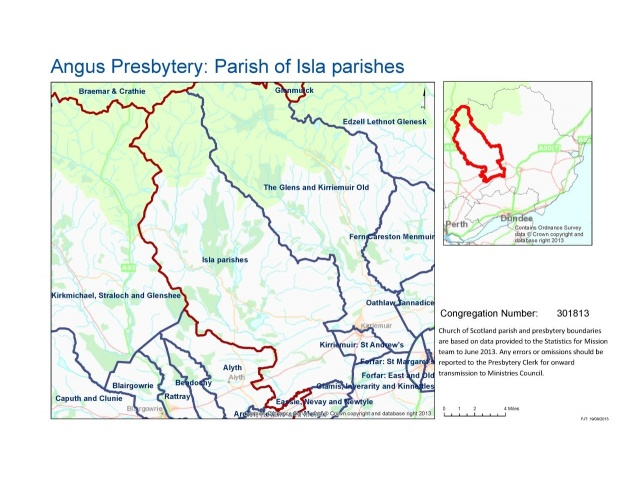 Angus Presbytery: Parish of Isla parishes
Braemar & Crathie
Glenmuick
Edzell Lethnot Glenesk
The Glens and Kirriemuir Old
Fern Careston Menmuir
Isla parishes
Kirkmichael, Straloch and Glenshee
Oathlaw Tannadice
Kirriemuir
Kirriemuir: St Andrew's
Forfar: St Margaret's
Forfar: East and Old
Glamis, Inverarity and Kinnettles
Alyth
Alyth
Bendochy
Blairgowrie
Rattray
Caputh and Clunie
Blairgowrie
Eassie, Nevay and Newtyle
Crown copyright and database right 2013
Perth
Dundee
Contains Ordnance Survey
data © Crown copyright and
database right 2013
Congregation Number: 301813
Church of Scotland parish and presbytery boundaries
are based on data provided to the Statistics for Mission
team to June 2013. Any errors or omissions should be
reported to the Presbytery Clerk for onward
transmission to Ministries Council.
0 1 2 4 Miles